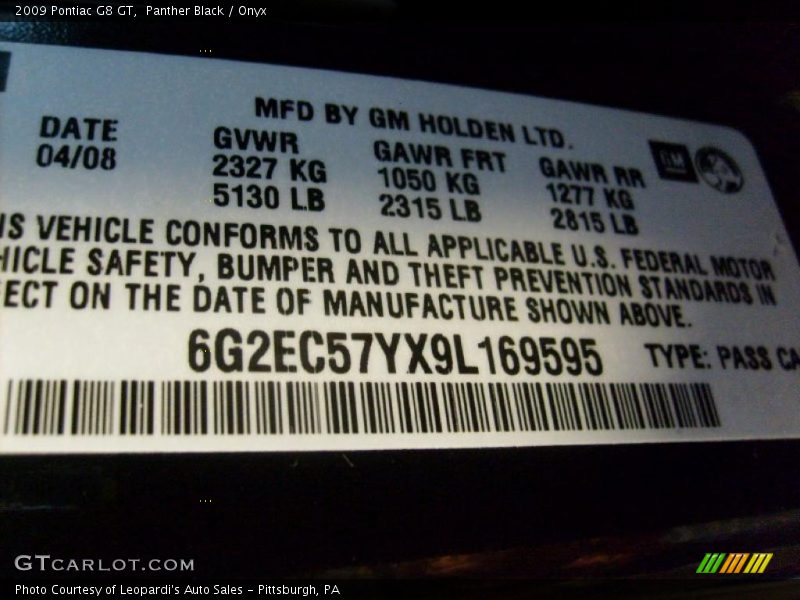 2009 Pontiac G8 GT, Panther Black / Onyx
MFD BY GM HOLDEN LTD.
DATE GVWR GAWR FRT GAWR RR GM
04/08 2327 KG 1050 KG 1277 KG
5130 LB 2315 LB 2815 LB
IS VEHICLE CONFORMS TO ALL APPLICABLE U.S. FEDERAL MOTOR
HICLE SAFETY, BUMPER AND THEFT PREVENTION STANDARDS IN
ECT ON THE DATE OF MANUFACTURE SHOWN ABOVE.
6G2EC57YX9L169595 TYPE: PASS CA
GTCARLOT.COM
Photo Courtesy of Leopardi's Auto Sales - Pittsburgh, PA